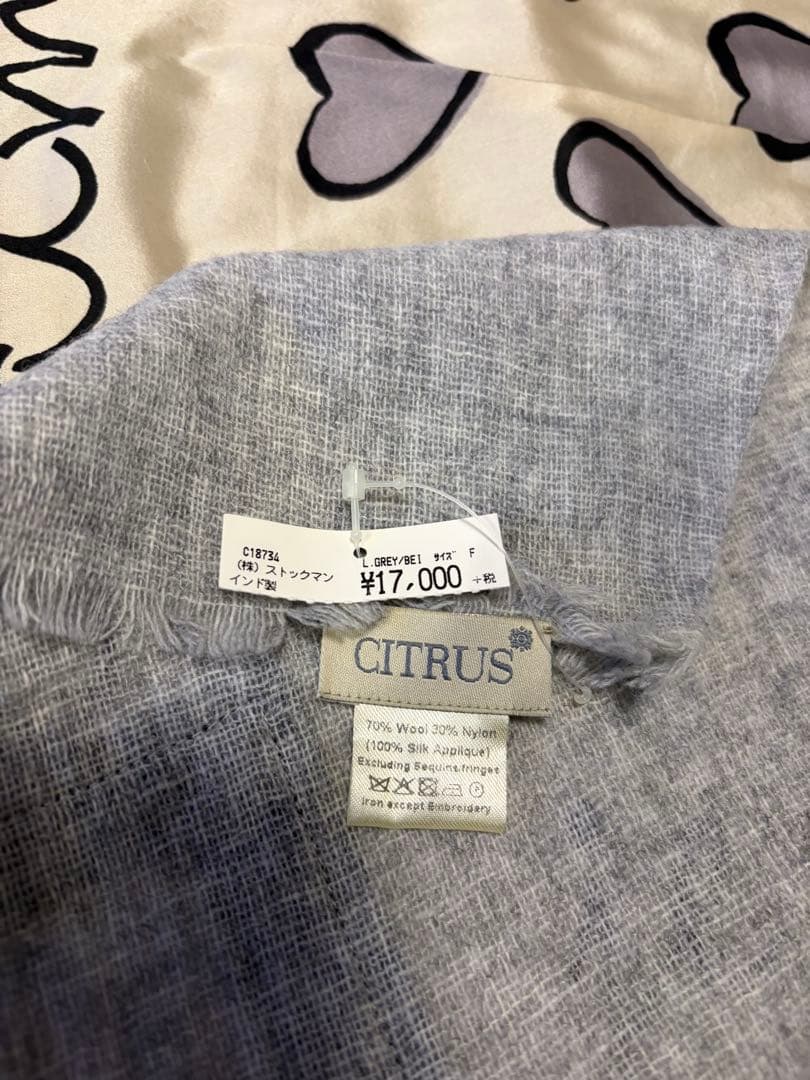 C18734
(株) ストックマン
インド製
L.GREY/BEI サイズ F
¥17,000 +税
CITRUS
70% Wool 30% Nylon
(100% Silk Applique)
Excluding Sequins/fringes
Iron except Embroidery